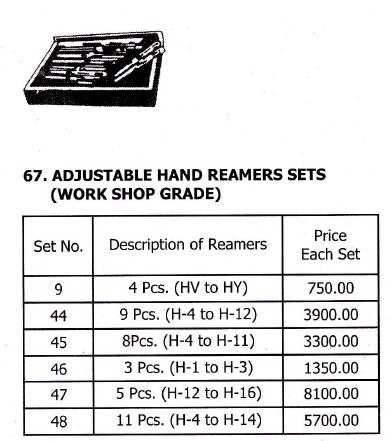 67. ADJUSTABLE HAND REAMERS SETS
(WORK SHOP GRADE)
Set No. Description of Reamers Price Each Set
9 4 Pcs. (HV to HY) 750.00
44 9 Pcs. (H-4 to H-12) 3900.00
45 8Pcs. (H-4 to H-11) 3300.00
46 3 Pcs. (H-1 to H-3) 1350.00
47 5 Pcs. (H-12 to H-16) 8100.00
48 11 Pcs. (H-4 to H-14) 5700.00